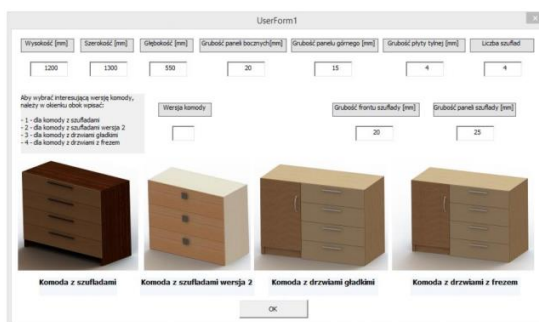 UserForm1
Wysokość [mm] Szerokość [mm] Głębokość [mm] Grubość paneli bocznych[mm] Grubość panelu górnego [mm] Grubość płyty tylnej [mm] Liczba szuflad
1200 1300 550 20 15 4 4
Aby wybrać interesującą wersję komody,
należy w okienku obok wpisać:
- 1 - dla komody z szufladami
- 2 - dla komody z szufladami wersja 2
- 3 - dla komody z drzwiami gładkimi
- 4 - dla komody z drzwiami z frezem
Wersja komody Grubość frontu szuflady [mm] Grubość paneli szuflady [mm]
20 25
Komoda z szufladami Komoda z szufladami wersja 2 Komoda z drzwiami gładkimi Komoda z drzwiami z frezem
OK